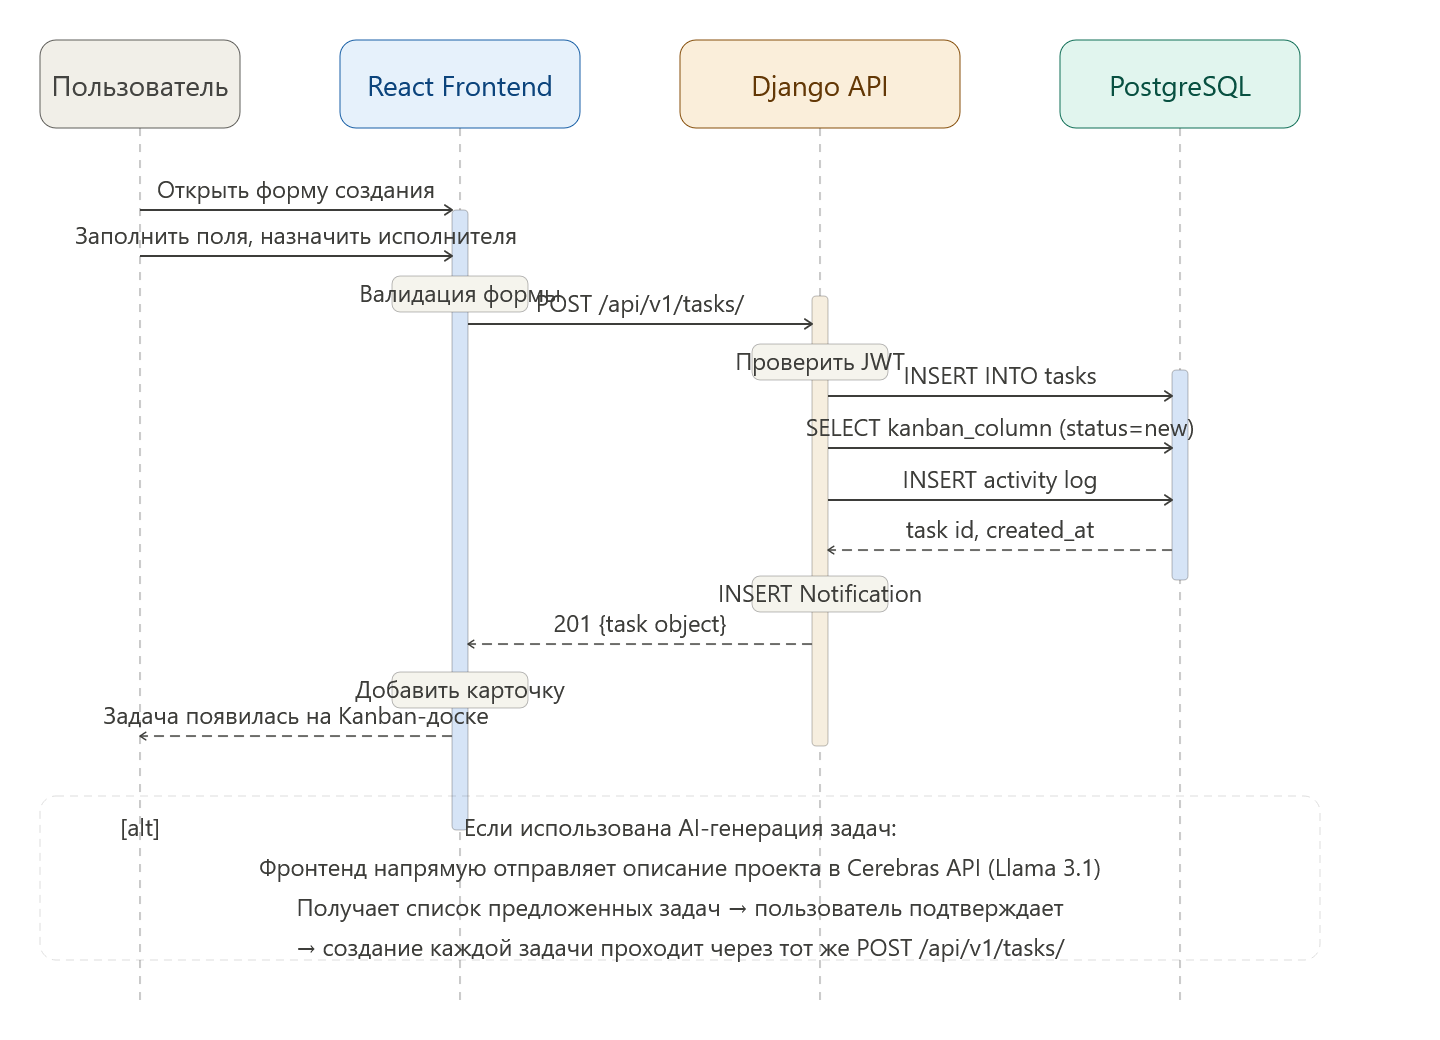 Пользователь
React Frontend
Django API
PostgreSQL
Открыть форму создания
Заполнить поля, назначить исполнителя
Валидация формы
POST /api/v1/tasks/
Проверить JWT
INSERT INTO tasks
SELECT kanban_column (status=new)
INSERT activity log
task id, created_at
INSERT Notification
201 {task object}
Добавить карточку
Задача появилась на Kanban-доске
[alt]
Если использована AI-генерация задач:
Фронтенд напрямую отправляет описание проекта в Cerebras API (Llama 3.1)
Получает список предложенных задач → пользователь подтверждает
→ создание каждой задачи проходит через тот же POST /api/v1/tasks/